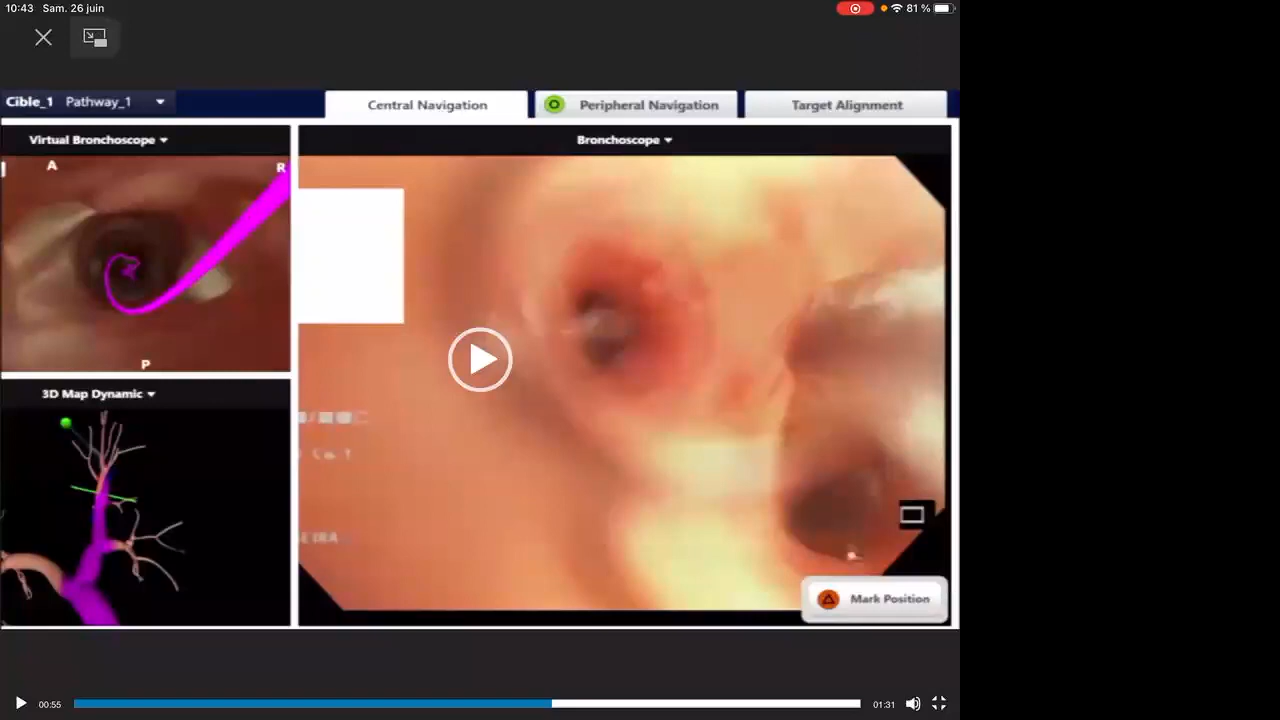 10:43 Sam. 26 juin
81 %
Cible_1 Pathway_1
Central Navigation
Peripheral Navigation
Target Alignment
Virtual Bronchoscope
Bronchoscope
A
R
P
3D Map Dynamic
Mark Position
00:55
01:31